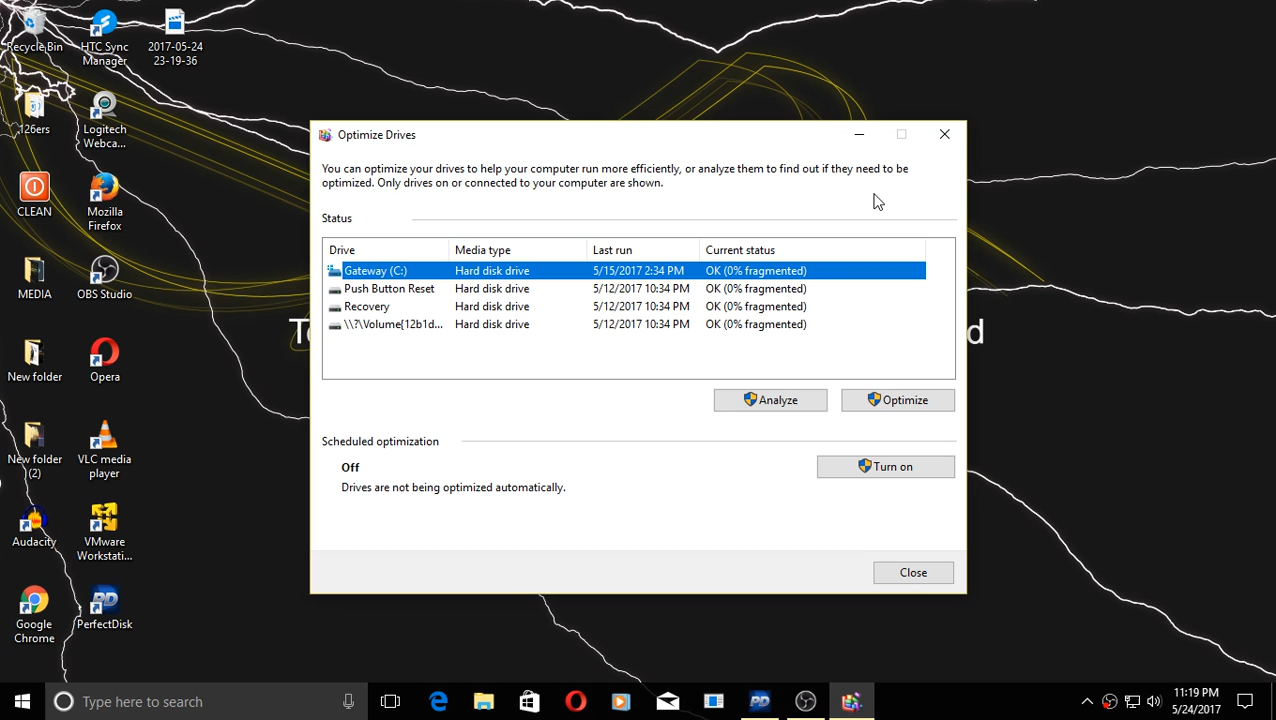 Recycle Bin
HTC Sync
Manager
2017-05-24
23-19-36
126ers
Logitech
Webca...
CLEAN
Mozilla
Firefox
MEDIA
OBS Studio
New folder
Opera
New folder
(2)
VLC media
player
Audacity
VMware
Workstati...
Google
Chrome
PerfectDisk
To
d
Optimize Drives
You can optimize your drives to help your computer run more efficiently, or analyze them to find out if they need to be
optimized. Only drives on or connected to your computer are shown.
Status
Drive Media type Last run Current status
Gateway (C:) Hard disk drive 5/15/2017 2:34 PM OK (0% fragmented)
Push Button Reset Hard disk drive 5/12/2017 10:34 PM OK (0% fragmented)
Recovery Hard disk drive 5/12/2017 10:34 PM OK (0% fragmented)
\\?\Volume{12b1d... Hard disk drive 5/12/2017 10:34 PM OK (0% fragmented)
Analyze Optimize
Scheduled optimization
Off
Turn on
Drives are not being optimized automatically.
Close
Type here to search
11:19 PM
5/24/2017